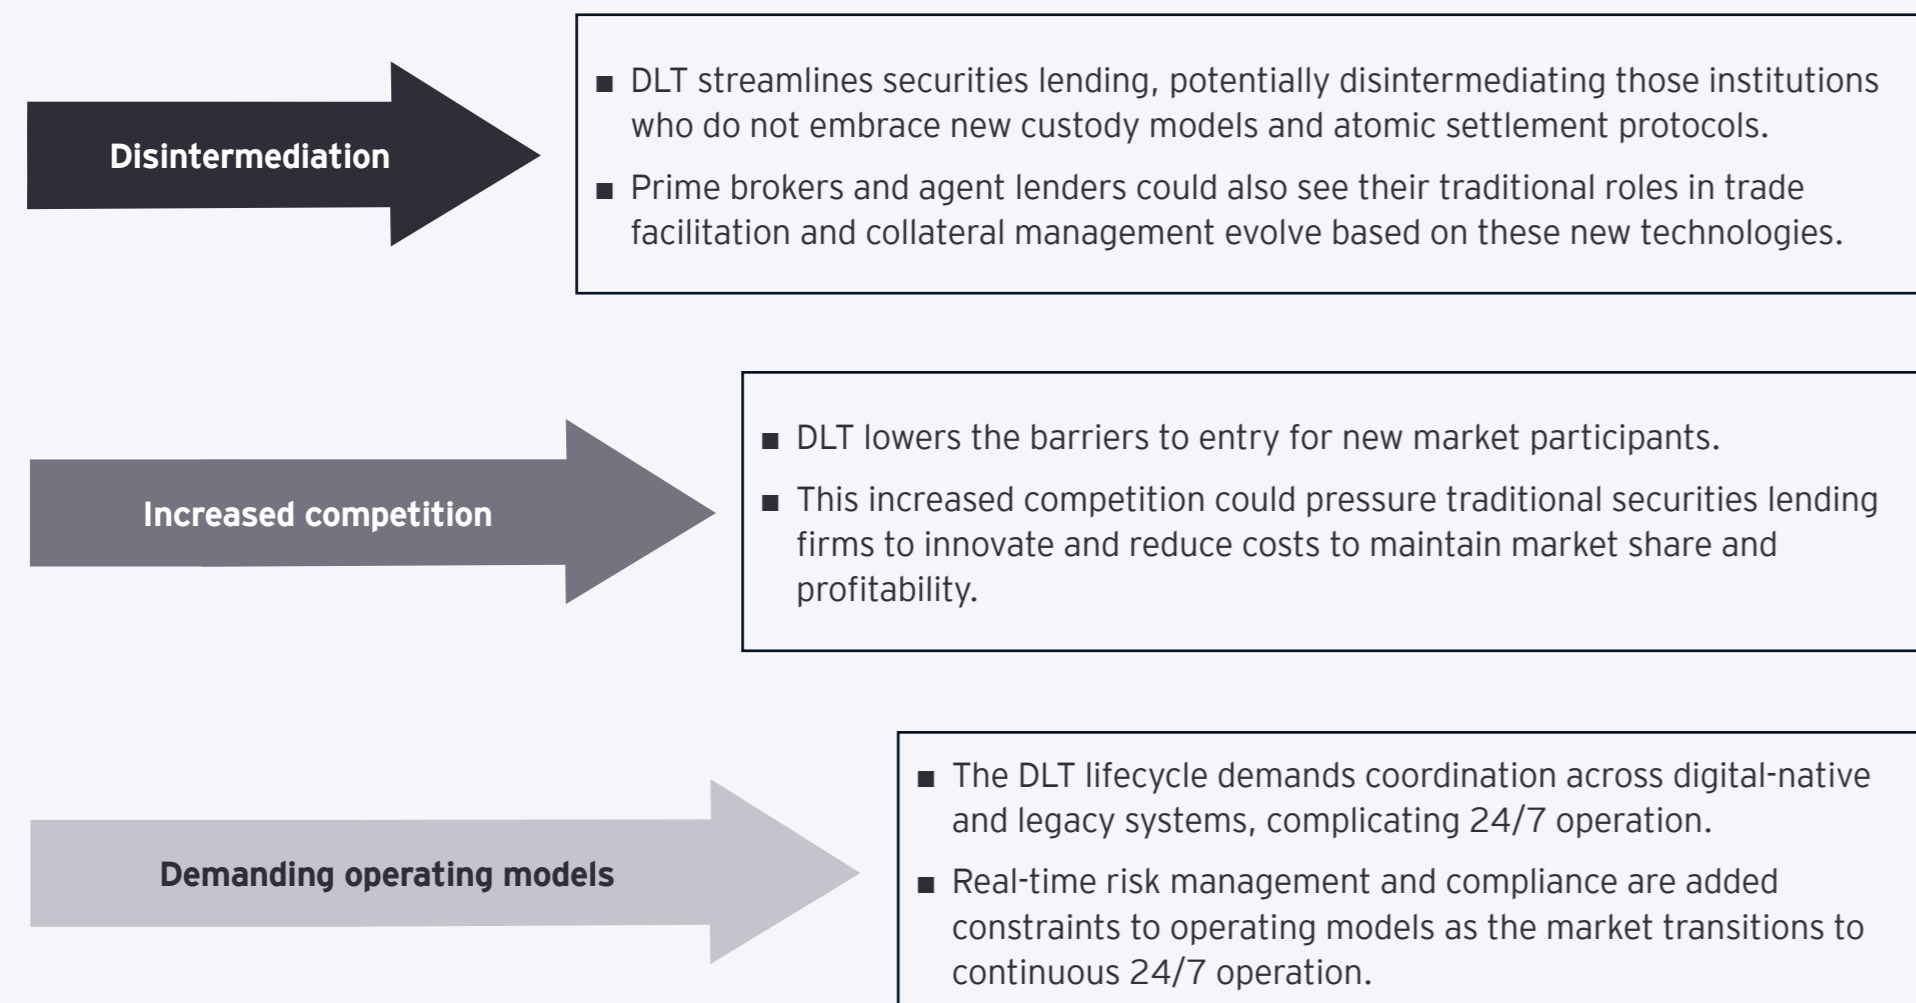 Disintermediation
■ DLT streamlines securities lending, potentially disintermediating those institutions
who do not embrace new custody models and atomic settlement protocols.
■ Prime brokers and agent lenders could also see their traditional roles in trade
facilitation and collateral management evolve based on these new technologies.
Increased competition
■ DLT lowers the barriers to entry for new market participants.
■ This increased competition could pressure traditional securities lending
firms to innovate and reduce costs to maintain market share and
profitability.
Demanding operating models
■ The DLT lifecycle demands coordination across digital-native
and legacy systems, complicating 24/7 operation.
■ Real-time risk management and compliance are added
constraints to operating models as the market transitions to
continuous 24/7 operation.